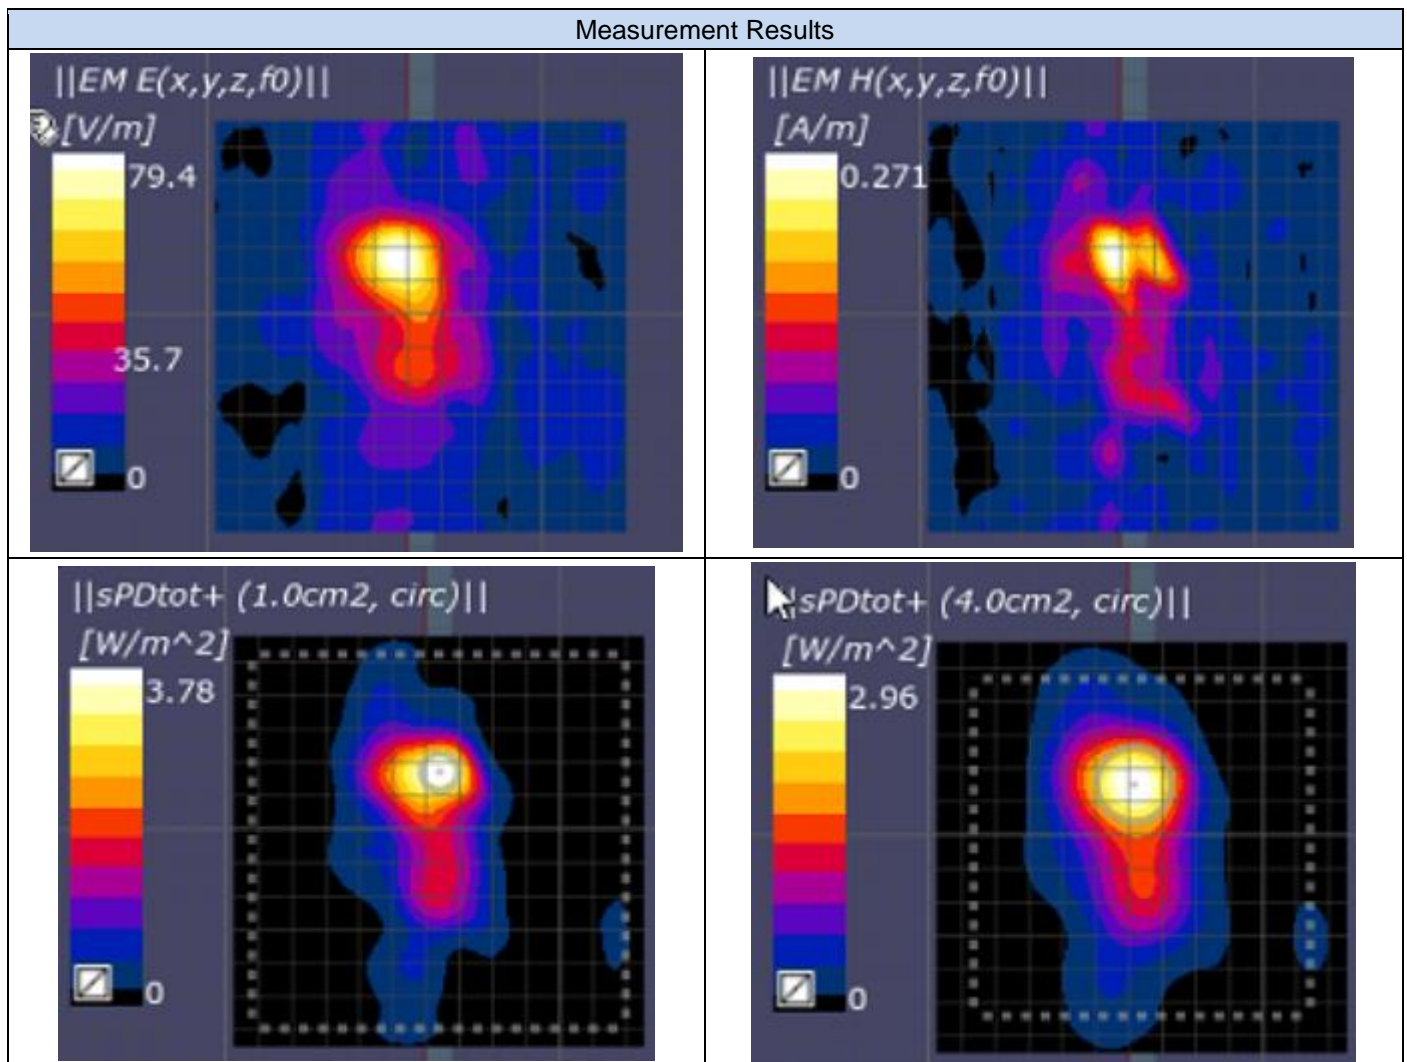 Measurement Results
||EM E(x,y,z,f0)||
[V/m]
79.4
35.7
0
||EM H(x,y,z,f0)||
[A/m]
0.271
0
||sPDtot+ (1.0cm2, circ)||
[W/m^2]
3.78
0
||sPDtot+ (4.0cm2, circ)||
[W/m^2]
2.96
0